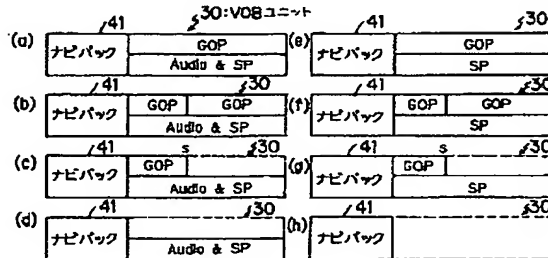 30:VOBユニット
(a) 41 ナビパック GOP Audio & SP
(e) 41 30 ナビパック GOP SP
(b) 41 30 ナビパック GOP GOP Audio & SP
(f) 41 30 ナビパック GOP GOP SP
(c) 41 s 30 ナビパック GOP Audio & SP
(g) 41 s 30 ナビパック GOP SP
(d) 41 30 ナビパック Audio & SP
(h) 41 30 ナビパック